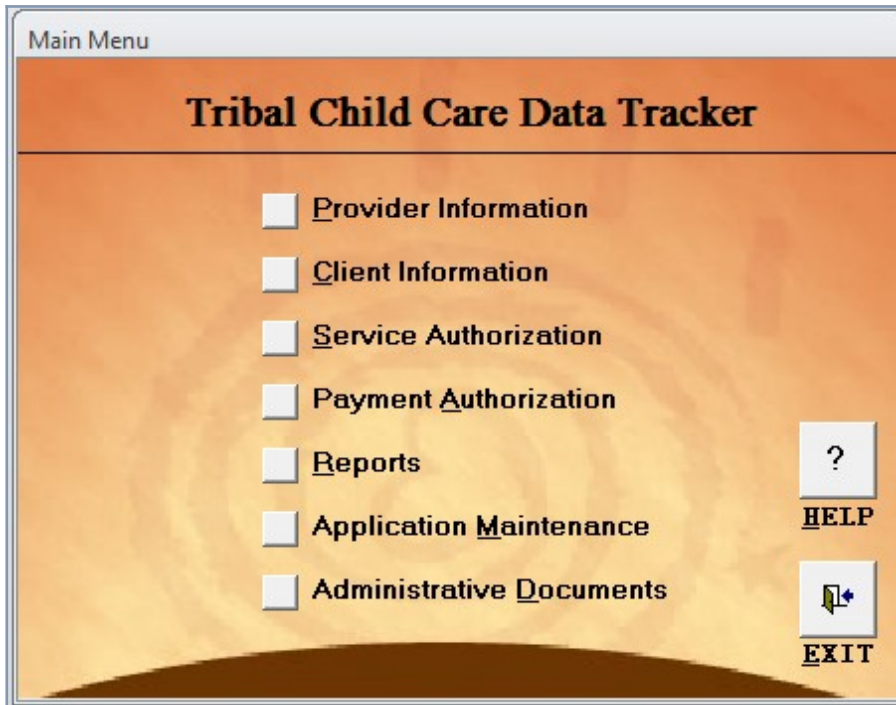 Main Menu
Tribal Child Care Data Tracker
Provider Information
Client Information
Service Authorization
Payment Authorization
Reports
?
HELP
Application Maintenance
Administrative Documents
EXIT